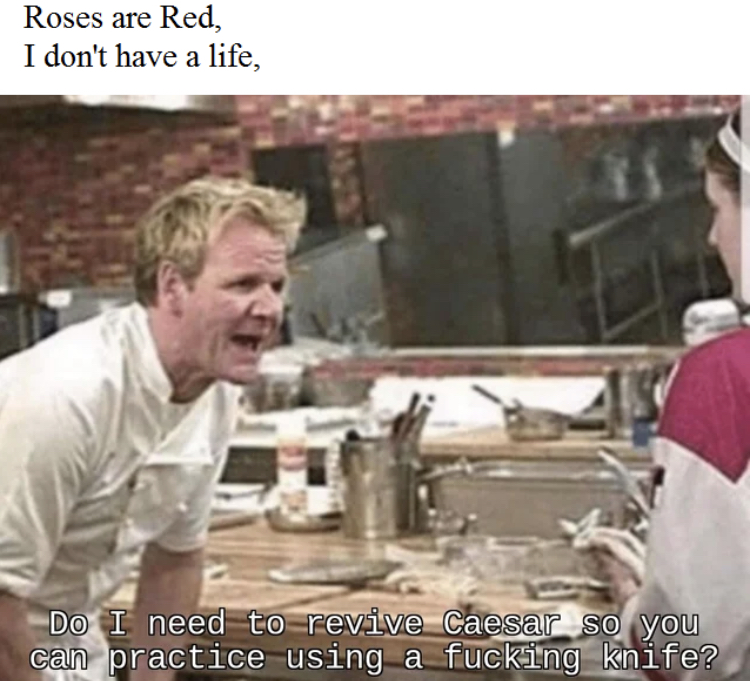 Roses are Red,
I don't have a life,
Do I need to revive Caesar so you
can practice using a fucking knife?